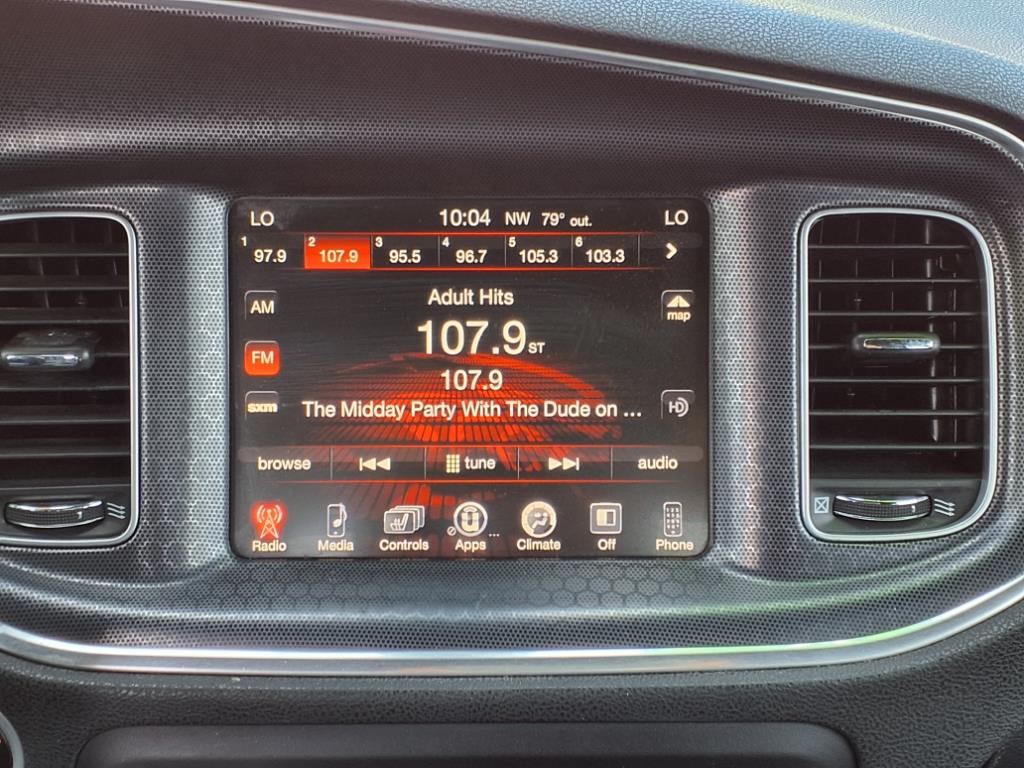 LO 10:04 NW 79° out. LO
1 97.9 2 107.9 3 95.5 4 96.7 5 105.3 6 103.3
AM
Adult Hits
map
107.9 ST
FM
107.9
sxm
The Midday Party With The Dude on ...
HD
browse tune audio
Radio Media Controls Apps ... Climate Off Phone